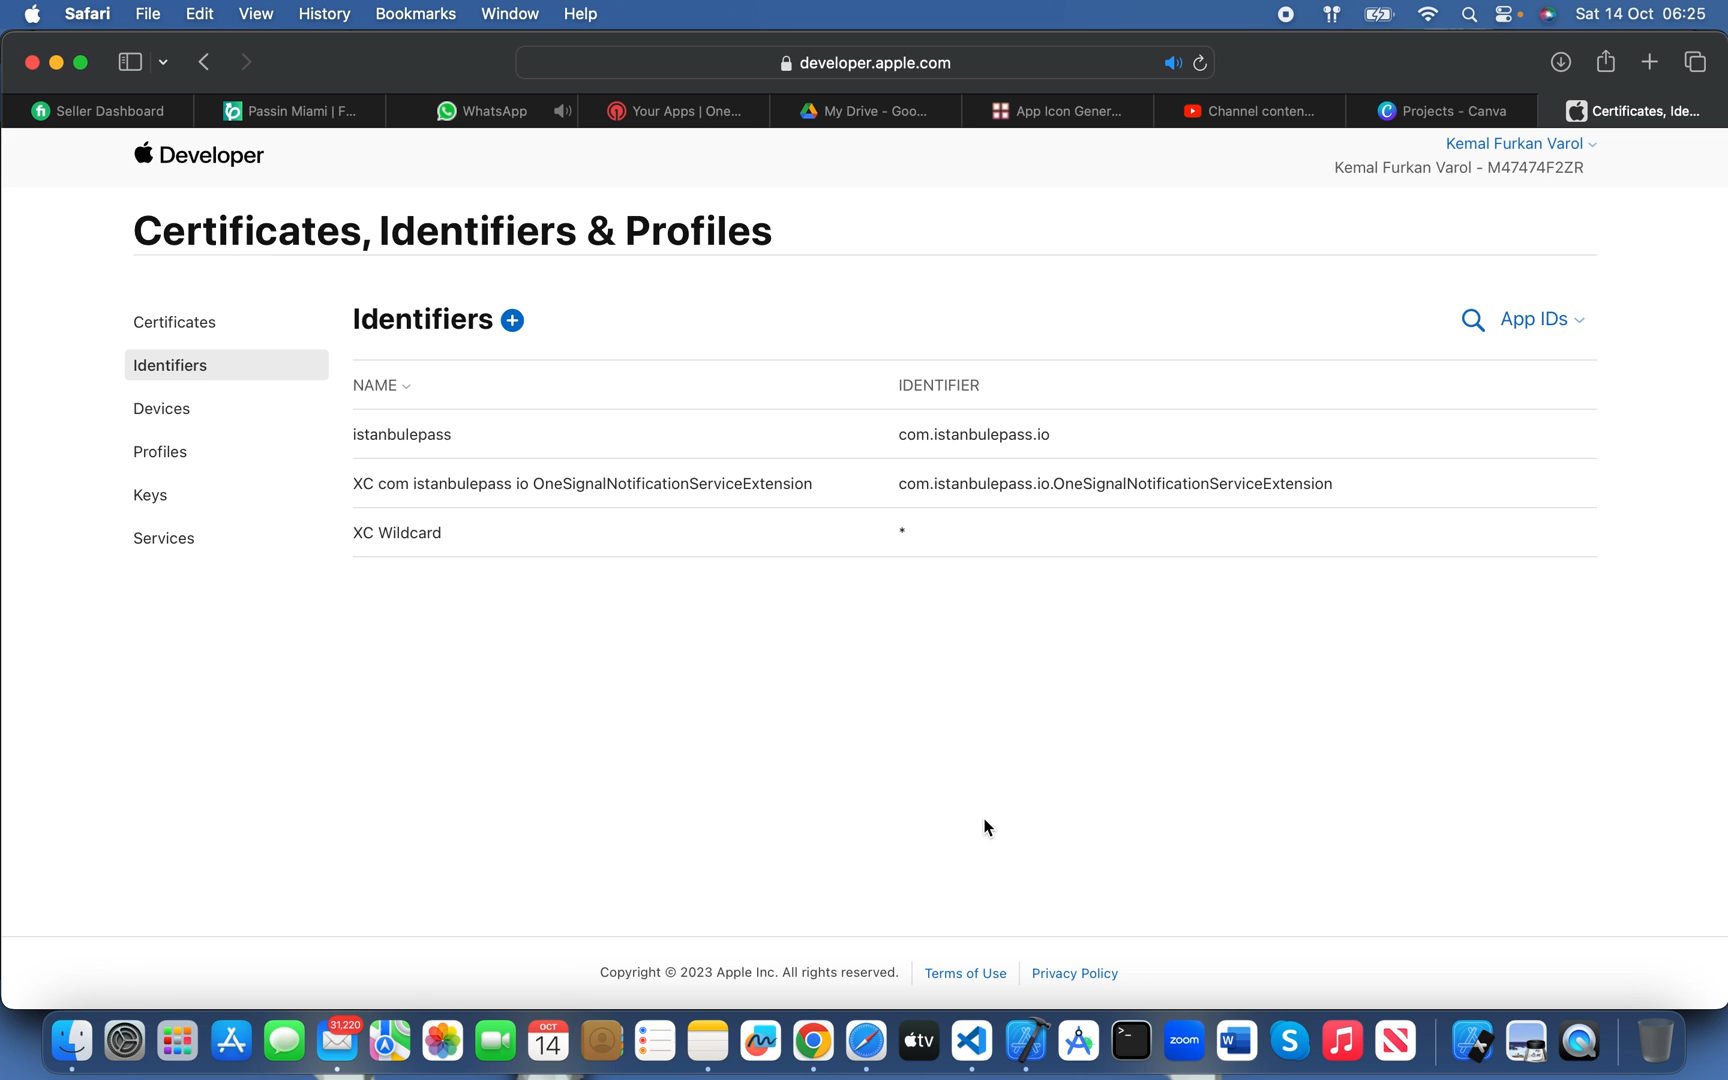 Safari File Edit View History Bookmarks Window Help Sat 14 Oct 06:25
developer.apple.com
Seller Dashboard Passin Miami | F... WhatsApp Your Apps | One... My Drive - Goo... App Icon Gener... Channel conten... Projects - Canva Certificates, Ide...
Developer
Kemal Furkan Varol
Kemal Furkan Varol - M47474F2ZR
Certificates, Identifiers & Profiles
Certificates
Identifiers
Devices
Profiles
Keys
Services
Identifiers
App IDs
NAME IDENTIFIER
istanbulepass com.istanbulepass.io
XC com istanbulepass io OneSignalNotificationServiceExtension com.istanbulepass.io.OneSignalNotificationServiceExtension
XC Wildcard *
Copyright © 2023 Apple Inc. All rights reserved. Terms of Use Privacy Policy
31,220
OCT
14
tv
zoom
W
S